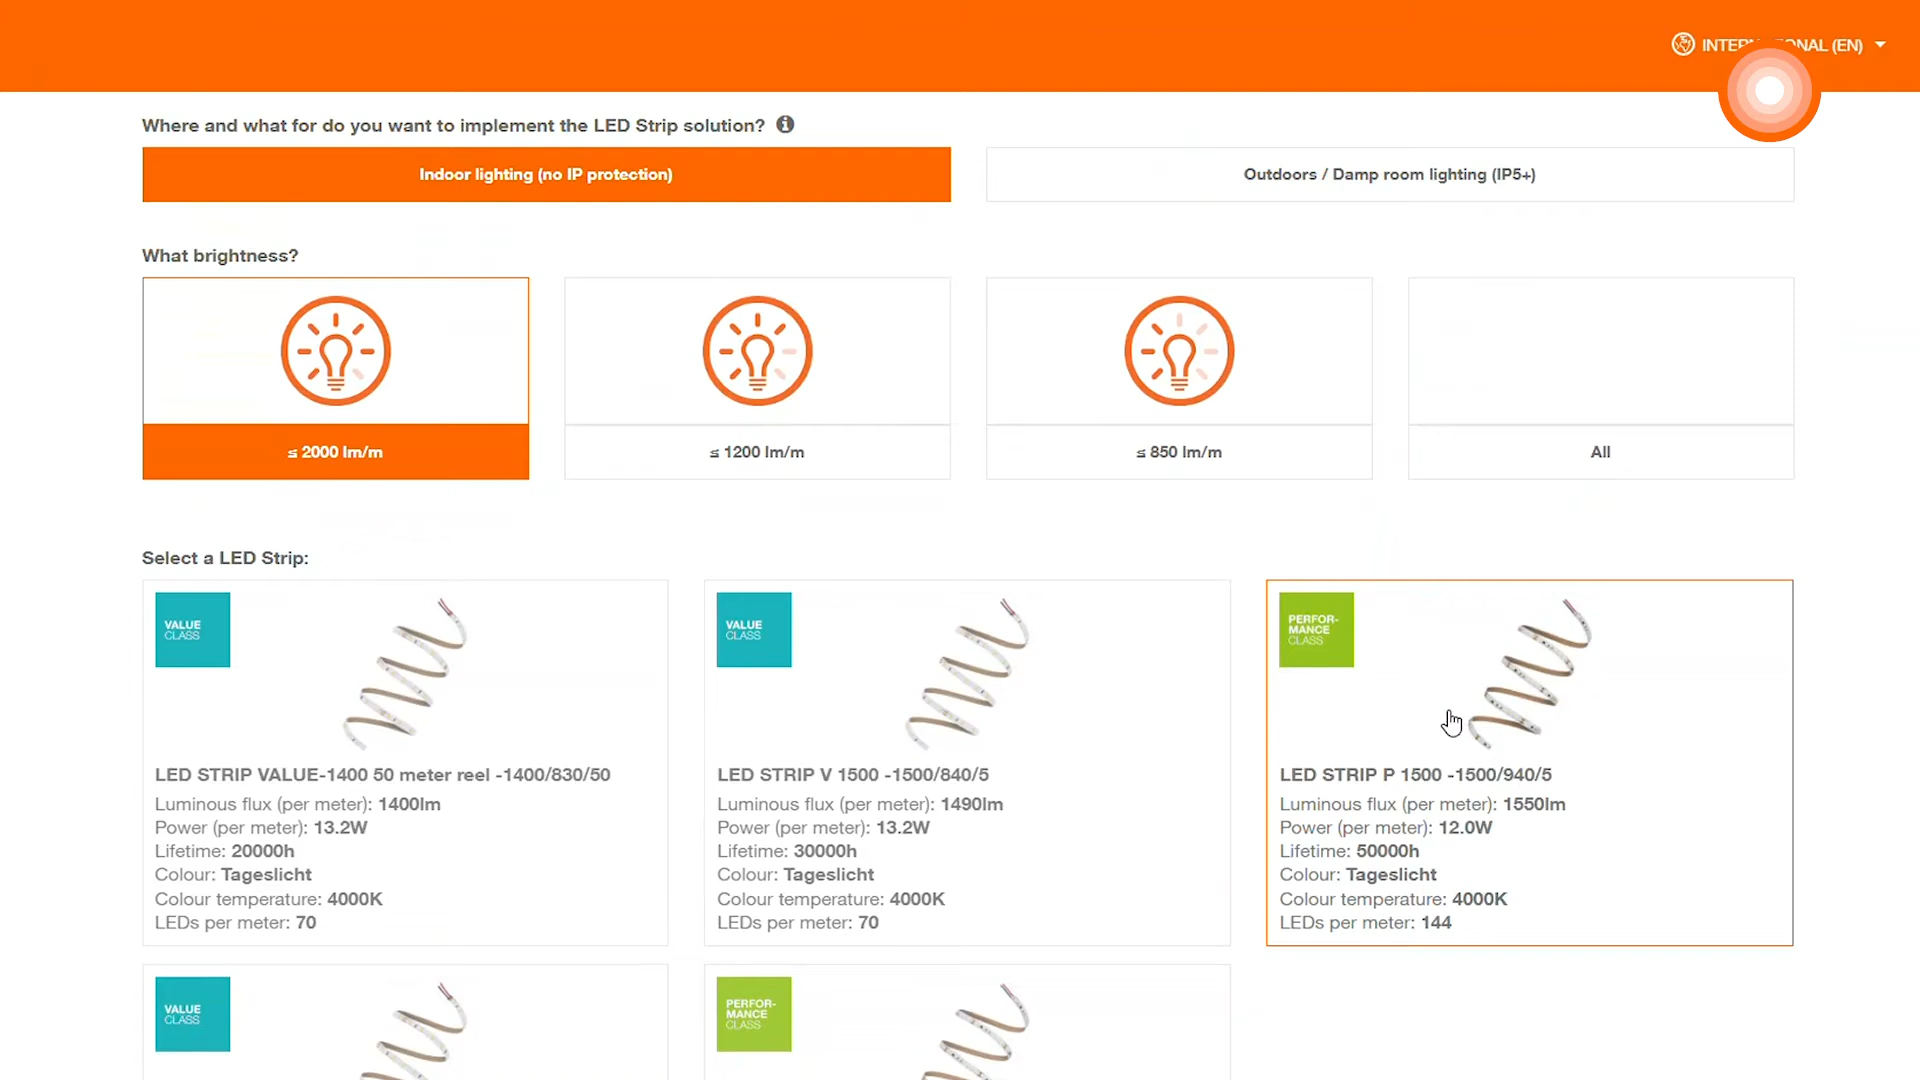 INTERNATIONAL (EN)
Where and what for do you want to implement the LED Strip solution?
Indoor lighting (no IP protection)
Outdoors / Damp room lighting (IP5+)
What brightness?
≤ 2000 lm/m
≤ 1200 lm/m
≤ 850 lm/m
All
Select a LED Strip:
VALUE
CLASS
LED STRIP VALUE-1400 50 meter reel -1400/830/50
Luminous flux (per meter): 1400lm
Power (per meter): 13.2W
Lifetime: 20000h
Colour: Tageslicht
Colour temperature: 4000K
LEDs per meter: 70
VALUE
CLASS
LED STRIP V 1500 -1500/840/5
Luminous flux (per meter): 1490lm
Power (per meter): 13.2W
Lifetime: 30000h
Colour: Tageslicht
Colour temperature: 4000K
LEDs per meter: 70
PERFOR-
MANCE
CLASS
LED STRIP P 1500 -1500/940/5
Luminous flux (per meter): 1550lm
Power (per meter): 12.0W
Lifetime: 50000h
Colour: Tageslicht
Colour temperature: 4000K
LEDs per meter: 144
VALUE
CLASS
PERFOR-
MANCE
CLASS